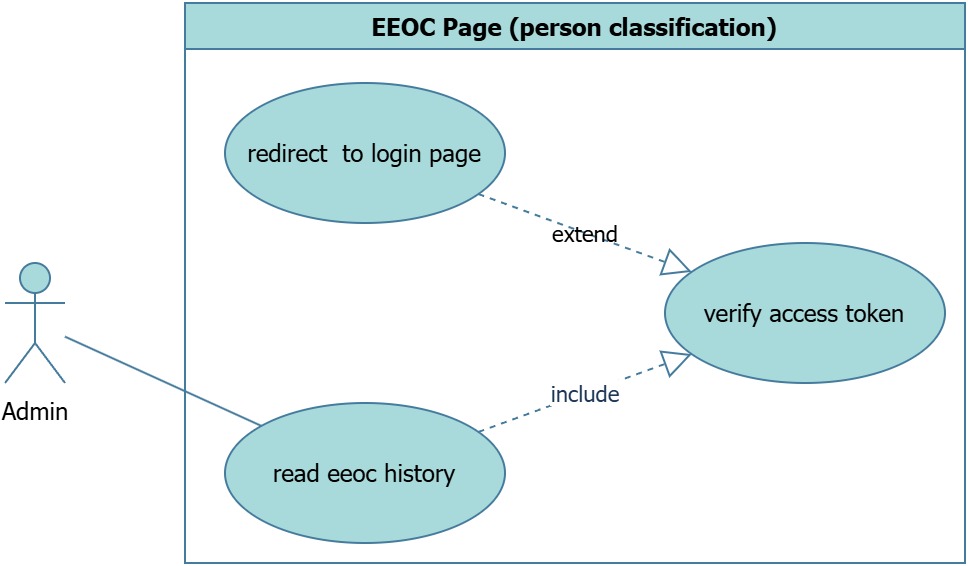 EEOC Page (person classification)
redirect  to login page
extend
verify access token
Admin
include
read eeoc history